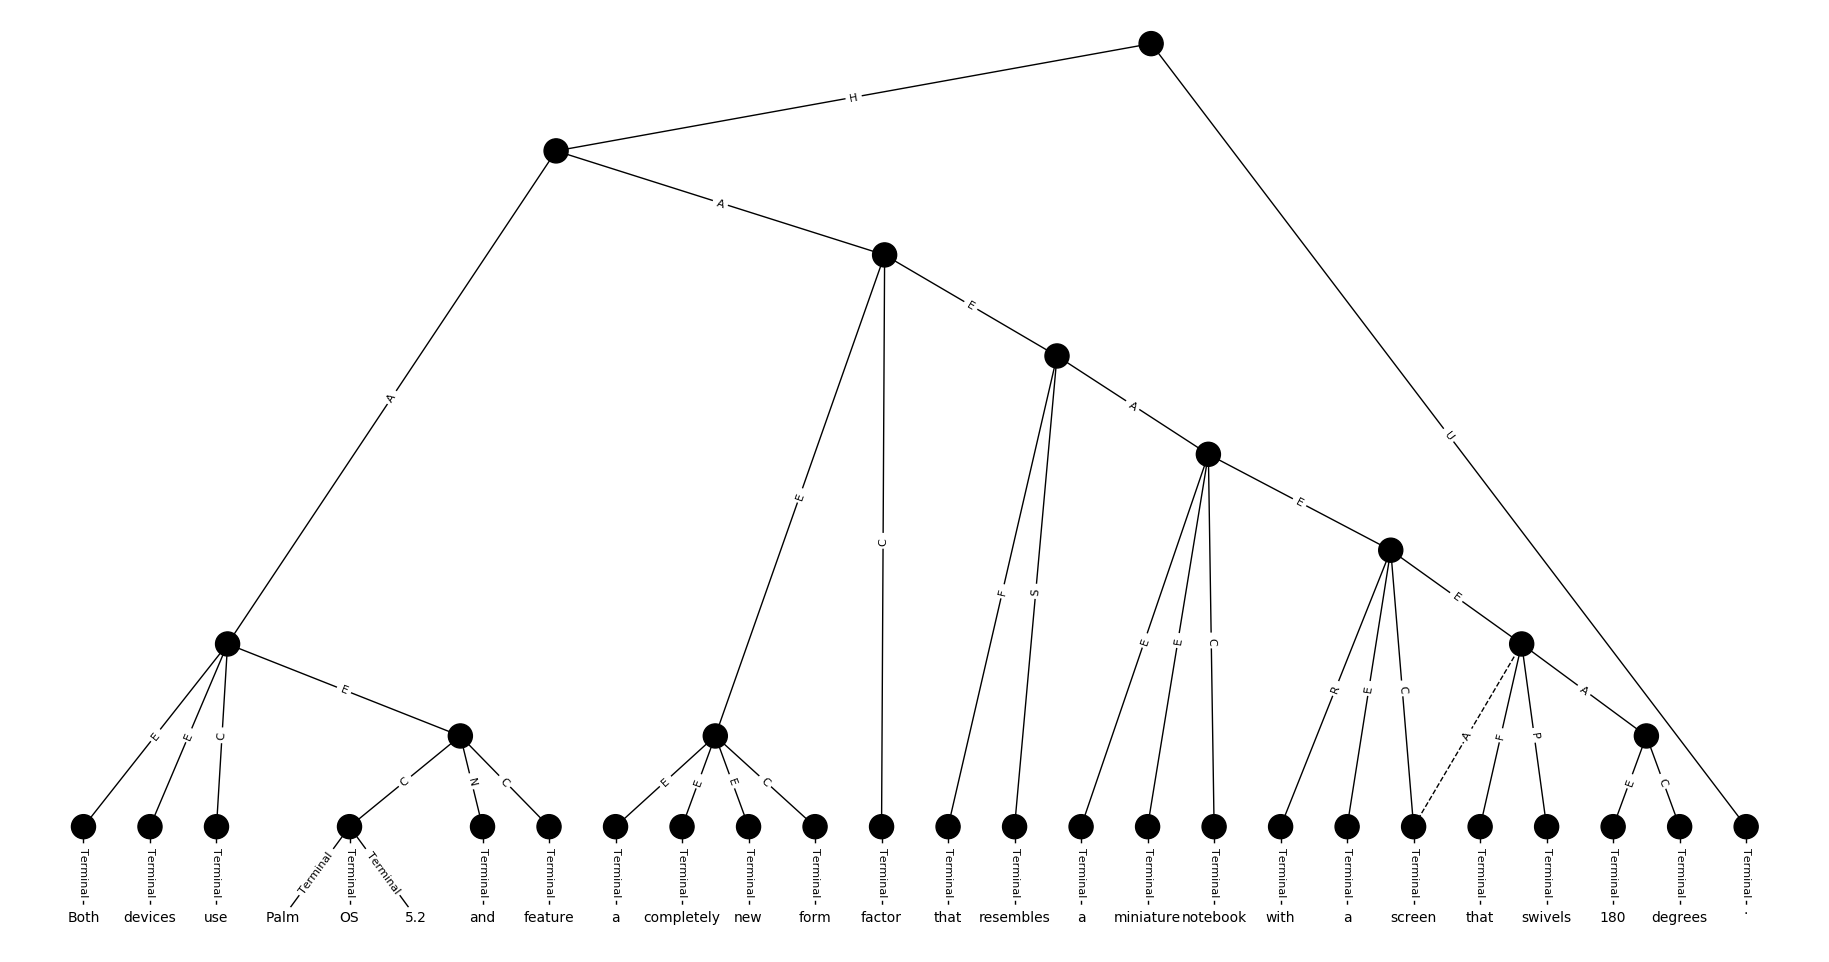 H
A
E
A
U
E
C
A
E
E
F
S
E
E
C
E
E
R
E
C
A
E
E
C
A
F
P
C
N
C
E
E
E
C
E
C
Terminal Terminal Terminal Terminal Terminal Terminal Terminal Terminal Terminal Terminal Terminal Terminal Terminal Terminal Terminal Terminal Terminal Terminal Terminal Terminal Terminal Terminal Terminal Terminal Terminal Terminal
Both devices use Palm OS 5.2 and feature a completely new form factor that resembles a miniature notebook with a screen that swivels 180 degrees .